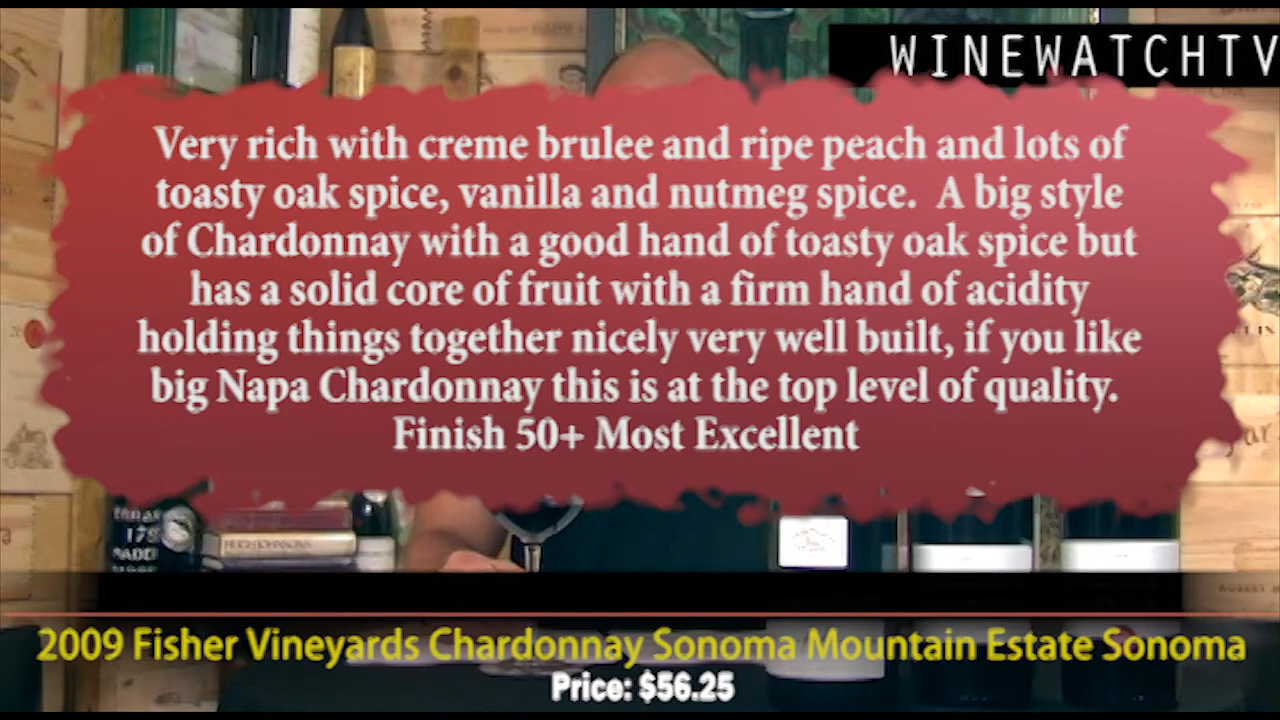 WINEWATCHTV
Very rich with creme brulee and ripe peach and lots of
toasty oak spice, vanilla and nutmeg spice.  A big style
of Chardonnay with a good hand of toasty oak spice but
has a solid core of fruit with a firm hand of acidity
holding things together nicely very well built, if you like
big Napa Chardonnay this is at the top level of quality.
Finish 50+ Most Excellent
2009 Fisher Vineyards Chardonnay Sonoma Mountain Estate Sonoma
Price: $56.25